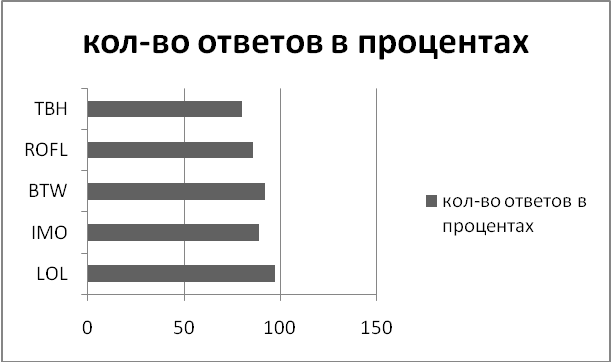 кол-во ответов в процентах
TBH
ROFL
BTW
IMO
LOL
0 50 100 150
кол-во ответов в
процентах